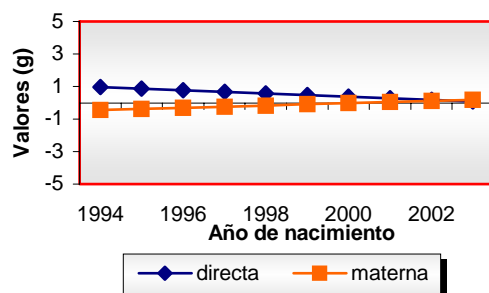 Valores (g)
5
3
1
-1
-3
-5
1994 1996 1998 2000 2002
Año de nacimiento
directa materna